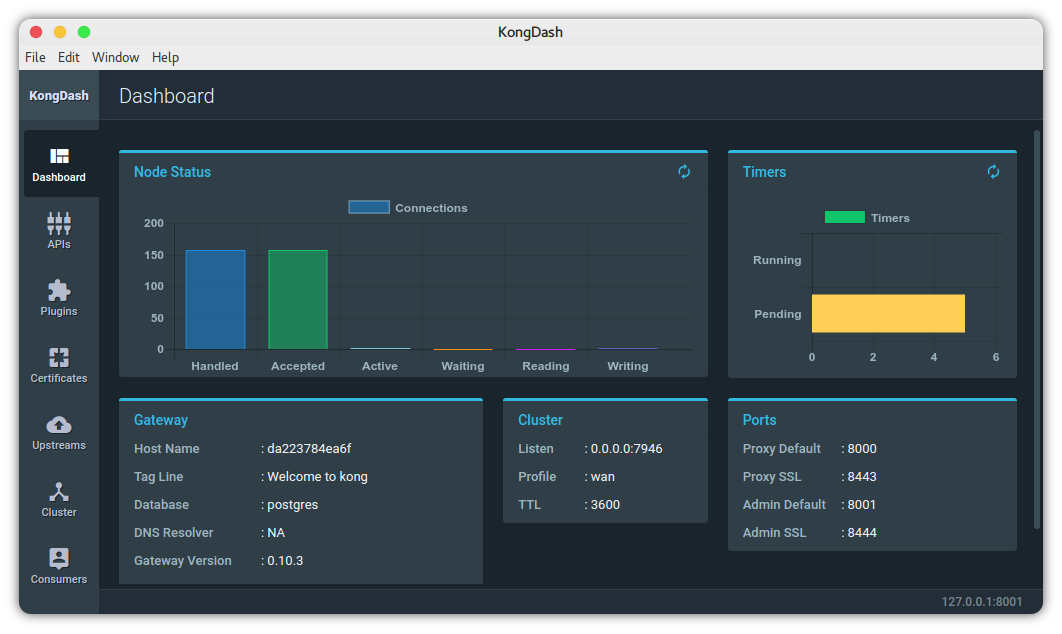 KongDash
File Edit Window Help
KongDash
Dashboard
Dashboard
APIs
Plugins
Certificates
Upstreams
Cluster
Consumers
Node Status
Connections
200
150
100
50
0
Handled Accepted Active Waiting Reading Writing
Timers
Timers
Running
Pending
0 2 4 6
Gateway
Host Name : da223784ea6f
Tag Line : Welcome to kong
Database : postgres
DNS Resolver : NA
Gateway Version : 0.10.3
Cluster
Listen : 0.0.0.0:7946
Profile : wan
TTL : 3600
Ports
Proxy Default : 8000
Proxy SSL : 8443
Admin Default : 8001
Admin SSL : 8444
127.0.0.1:8001